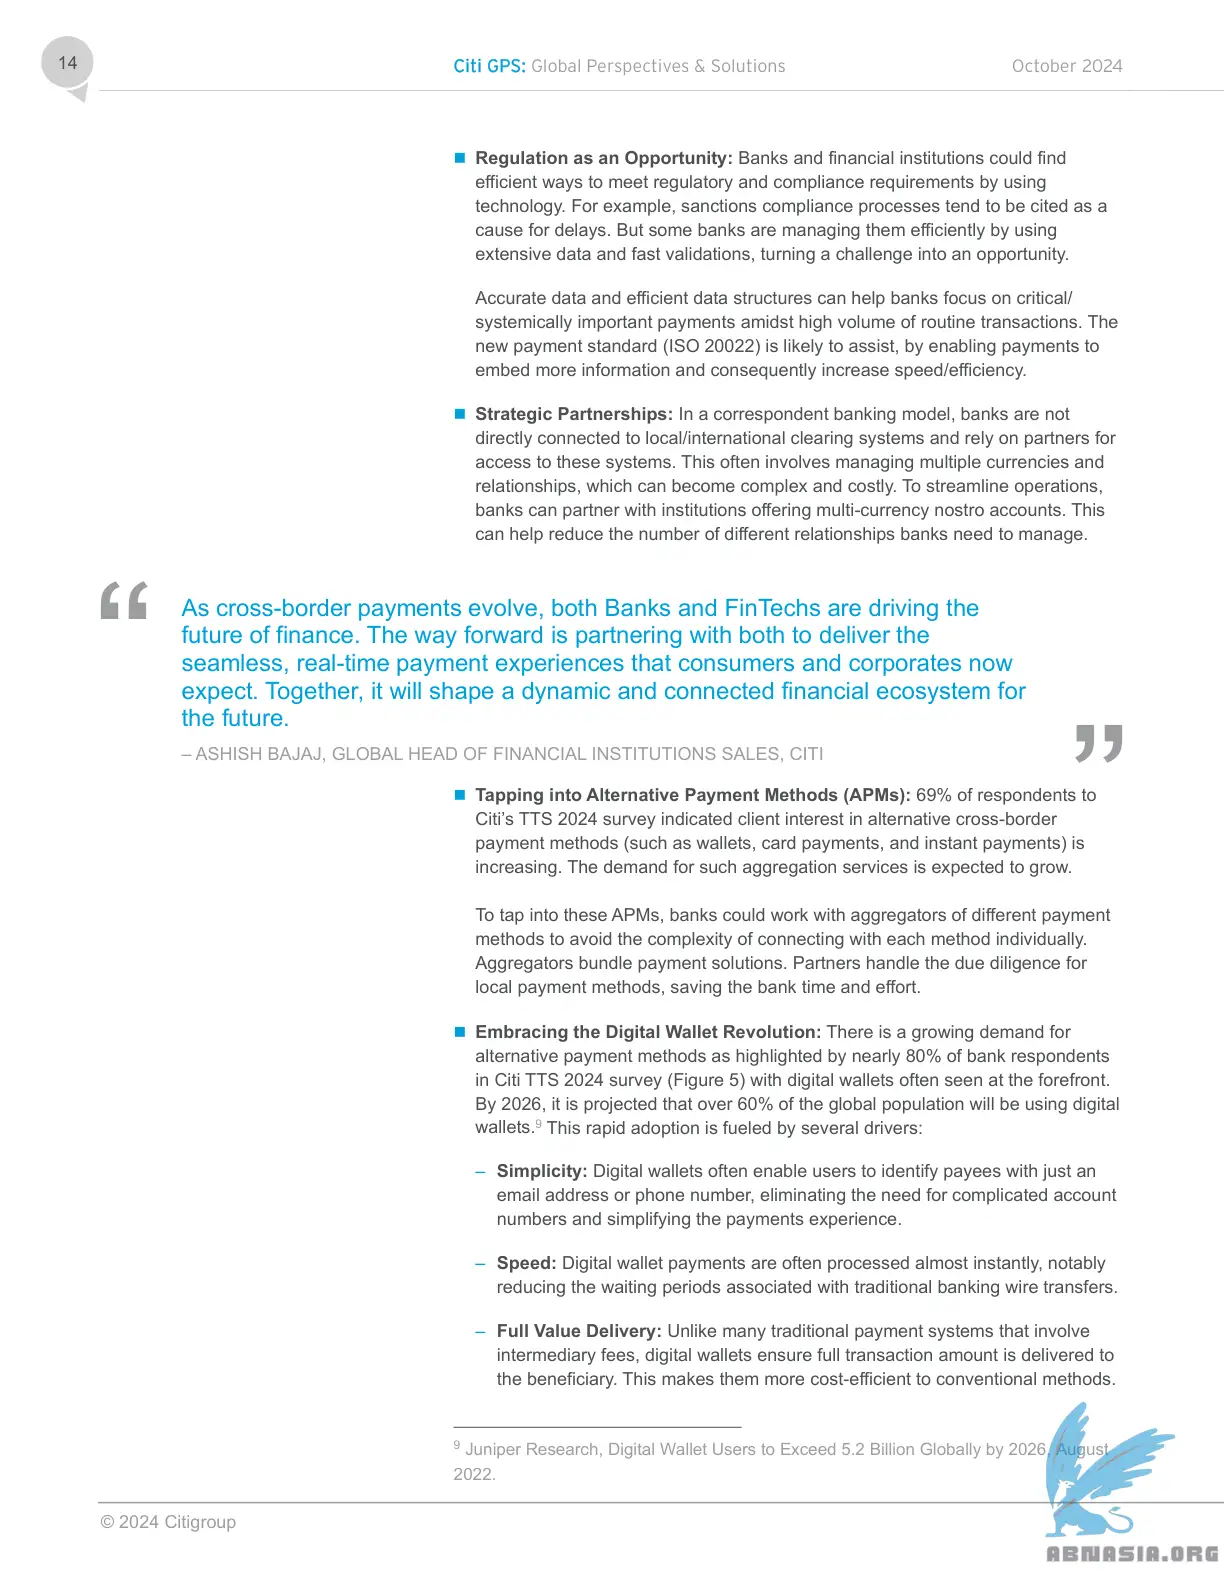 14
Citi GPS: Global Perspectives & Solutions
October 2024
Regulation as an Opportunity: Banks and financial institutions could find
efficient ways to meet regulatory and compliance requirements by using
technology. For example, sanctions compliance processes tend to be cited as a
cause for delays. But some banks are managing them efficiently by using
extensive data and fast validations, turning a challenge into an opportunity.
Accurate data and efficient data structures can help banks focus on critical/
systemically important payments amidst high volume of routine transactions. The
new payment standard (ISO 20022) is likely to assist, by enabling payments to
embed more information and consequently increase speed/efficiency.
Strategic Partnerships: In a correspondent banking model, banks are not
directly connected to local/international clearing systems and rely on partners for
access to these systems. This often involves managing multiple currencies and
relationships, which can become complex and costly. To streamline operations,
banks can partner with institutions offering multi-currency nostro accounts. This
can help reduce the number of different relationships banks need to manage.
“
As cross-border payments evolve, both Banks and FinTechs are driving the
future of finance. The way forward is partnering with both to deliver the
seamless, real-time payment experiences that consumers and corporates now
expect. Together, it will shape a dynamic and connected financial ecosystem for
the future.
– ASHISH BAJAJ, GLOBAL HEAD OF FINANCIAL INSTITUTIONS SALES, CITI
”
Tapping into Alternative Payment Methods (APMs): 69% of respondents to
Citi’s TTS 2024 survey indicated client interest in alternative cross-border
payment methods (such as wallets, card payments, and instant payments) is
increasing. The demand for such aggregation services is expected to grow.
To tap into these APMs, banks could work with aggregators of different payment
methods to avoid the complexity of connecting with each method individually.
Aggregators bundle payment solutions. Partners handle the due diligence for
local payment methods, saving the bank time and effort.
Embracing the Digital Wallet Revolution: There is a growing demand for
alternative payment methods as highlighted by nearly 80% of bank respondents
in Citi TTS 2024 survey (Figure 5) with digital wallets often seen at the forefront.
By 2026, it is projected that over 60% of the global population will be using digital
wallets.9 This rapid adoption is fueled by several drivers:
– Simplicity: Digital wallets often enable users to identify payees with just an
email address or phone number, eliminating the need for complicated account
numbers and simplifying the payments experience.
– Speed: Digital wallet payments are often processed almost instantly, notably
reducing the waiting periods associated with traditional banking wire transfers.
– Full Value Delivery: Unlike many traditional payment systems that involve
intermediary fees, digital wallets ensure full transaction amount is delivered to
the beneficiary. This makes them more cost-efficient to conventional methods.
9 Juniper Research, Digital Wallet Users to Exceed 5.2 Billion Globally by 2026, August
2022.
© 2024 Citigroup
ABNASIA.ORG